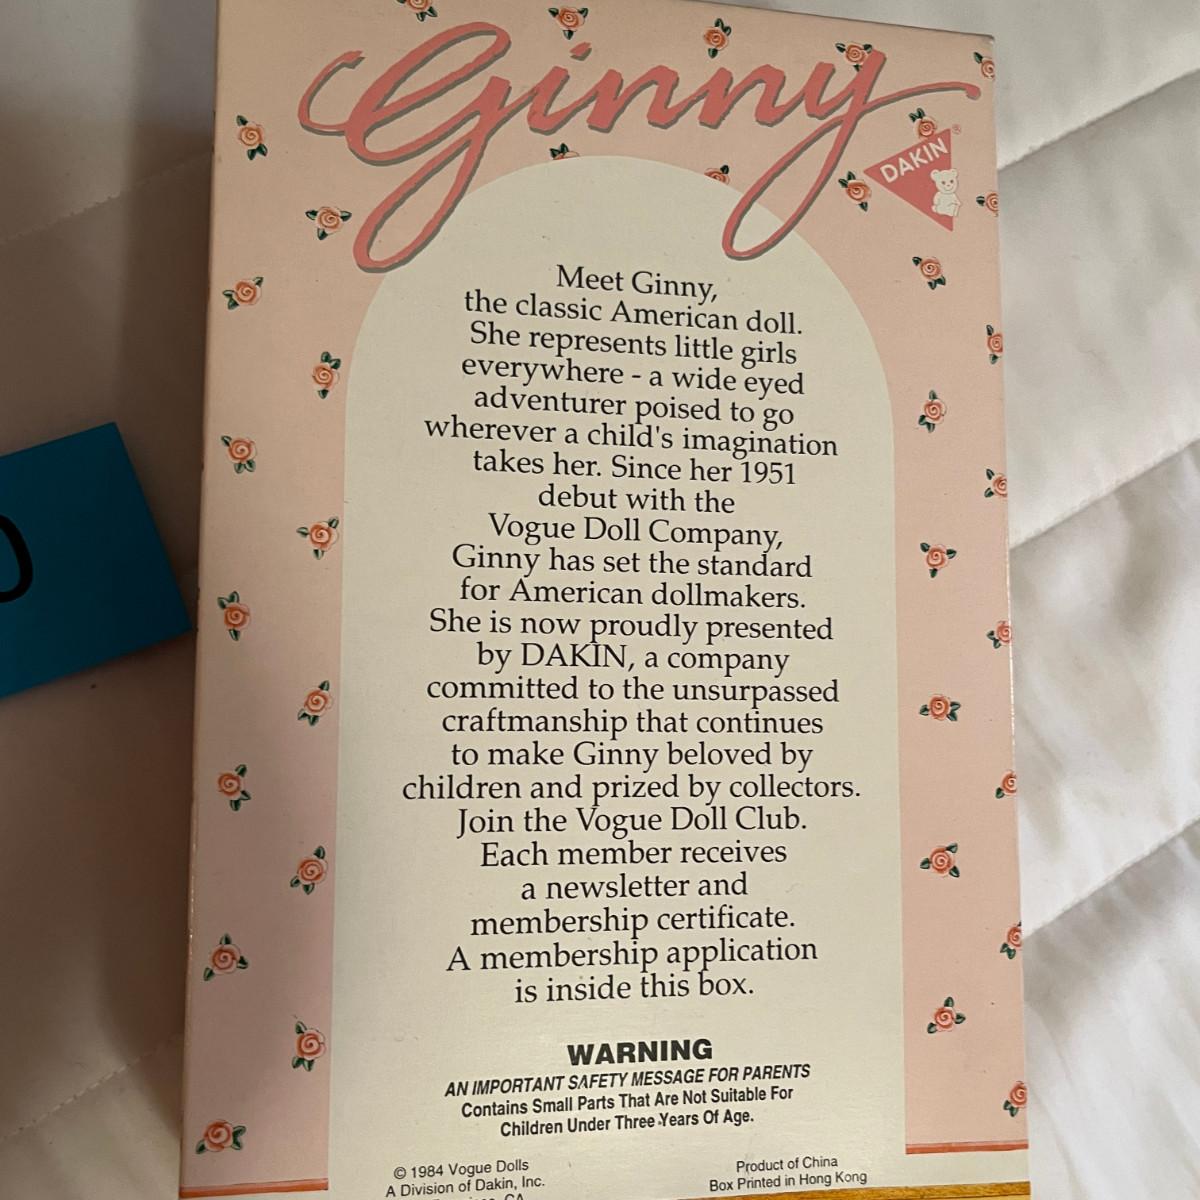 Ginny
DAKIN
®
Meet Ginny,
the classic American doll.
She represents little girls
everywhere - a wide eyed
adventurer poised to go
wherever a child's imagination
takes her. Since her 1951
debut with the
Vogue Doll Company,
Ginny has set the standard
for American dollmakers.
She is now proudly presented
by DAKIN, a company
committed to the unsurpassed
craftmanship that continues
to make Ginny beloved by
children and prized by collectors.
Join the Vogue Doll Club.
Each member receives
a newsletter and
membership certificate.
A membership application
is inside this box.
WARNING
AN IMPORTANT SAFETY MESSAGE FOR PARENTS
Contains Small Parts That Are Not Suitable For
Children Under Three Years Of Age.
© 1984 Vogue Dolls
A Division of Dakin, Inc.
CA
Product of China
Box Printed in Hong Kong